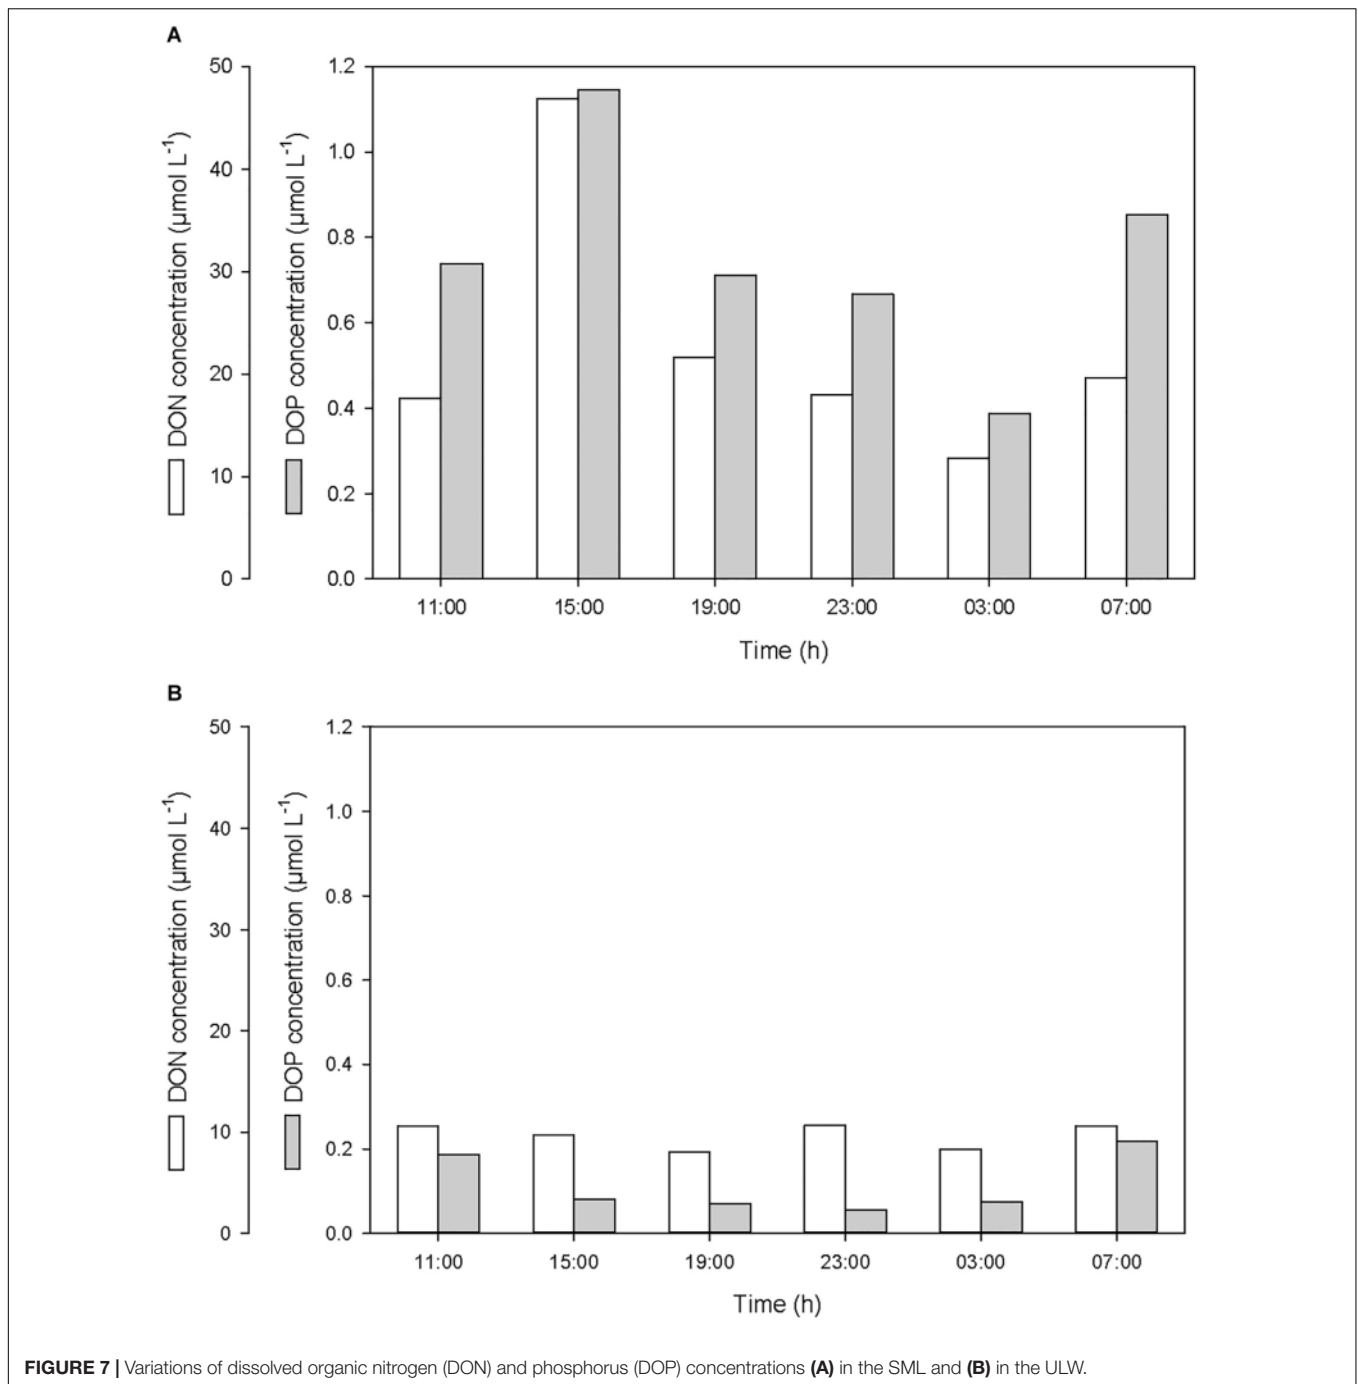 A
50
40
30
20
10
0
DON concentration (µmol L-1)
1.2
1.0
0.8
0.6
0.4
0.2
0.0
DOP concentration (µmol L-1)
11:00 15:00 19:00 23:00 03:00 07:00
Time (h)
B
50
40
30
20
10
0
DON concentration (µmol L-1)
1.2
1.0
0.8
0.6
0.4
0.2
0.0
DOP concentration (µmol L-1)
11:00 15:00 19:00 23:00 03:00 07:00
Time (h)
FIGURE 7 | Variations of dissolved organic nitrogen (DON) and phosphorus (DOP) concentrations (A) in the SML and (B) in the ULW.